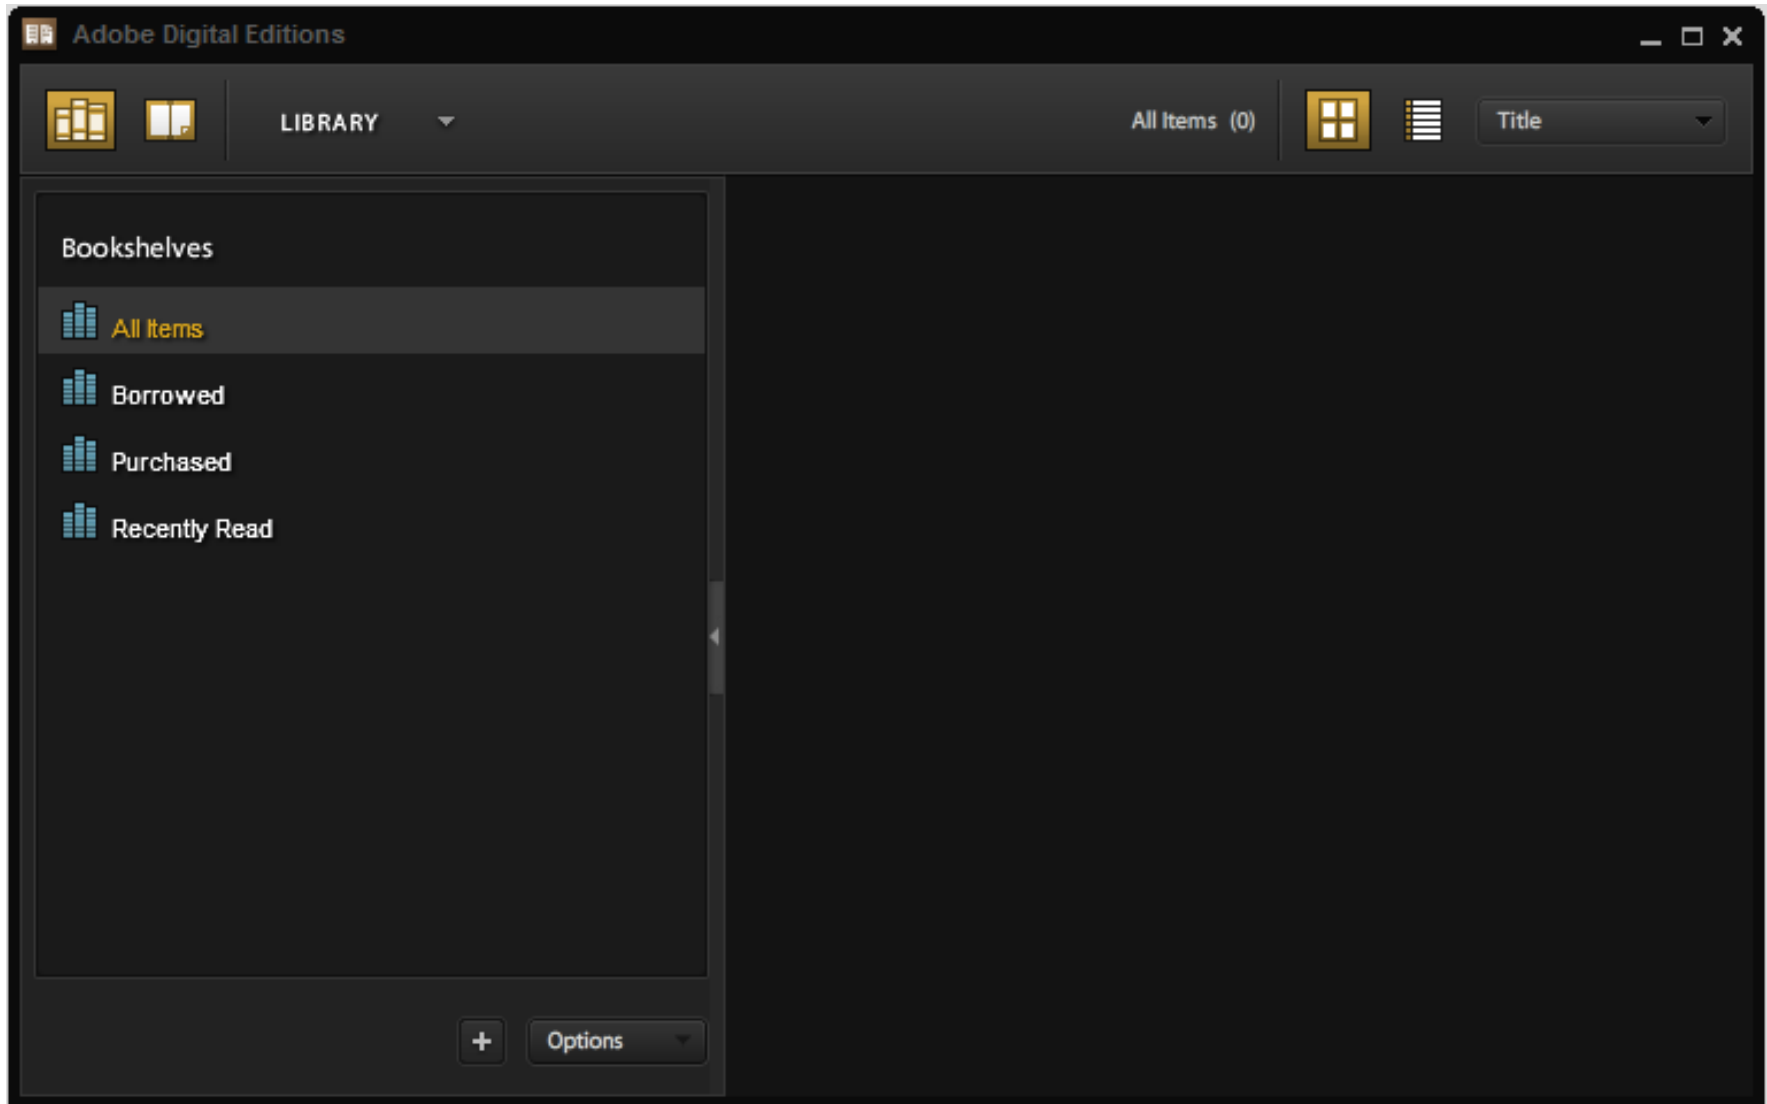 Adobe Digital Editions
LIBRARY
All Items (0)
Title
Bookshelves
All Items
Borrowed
Purchased
Recently Read
+
Options